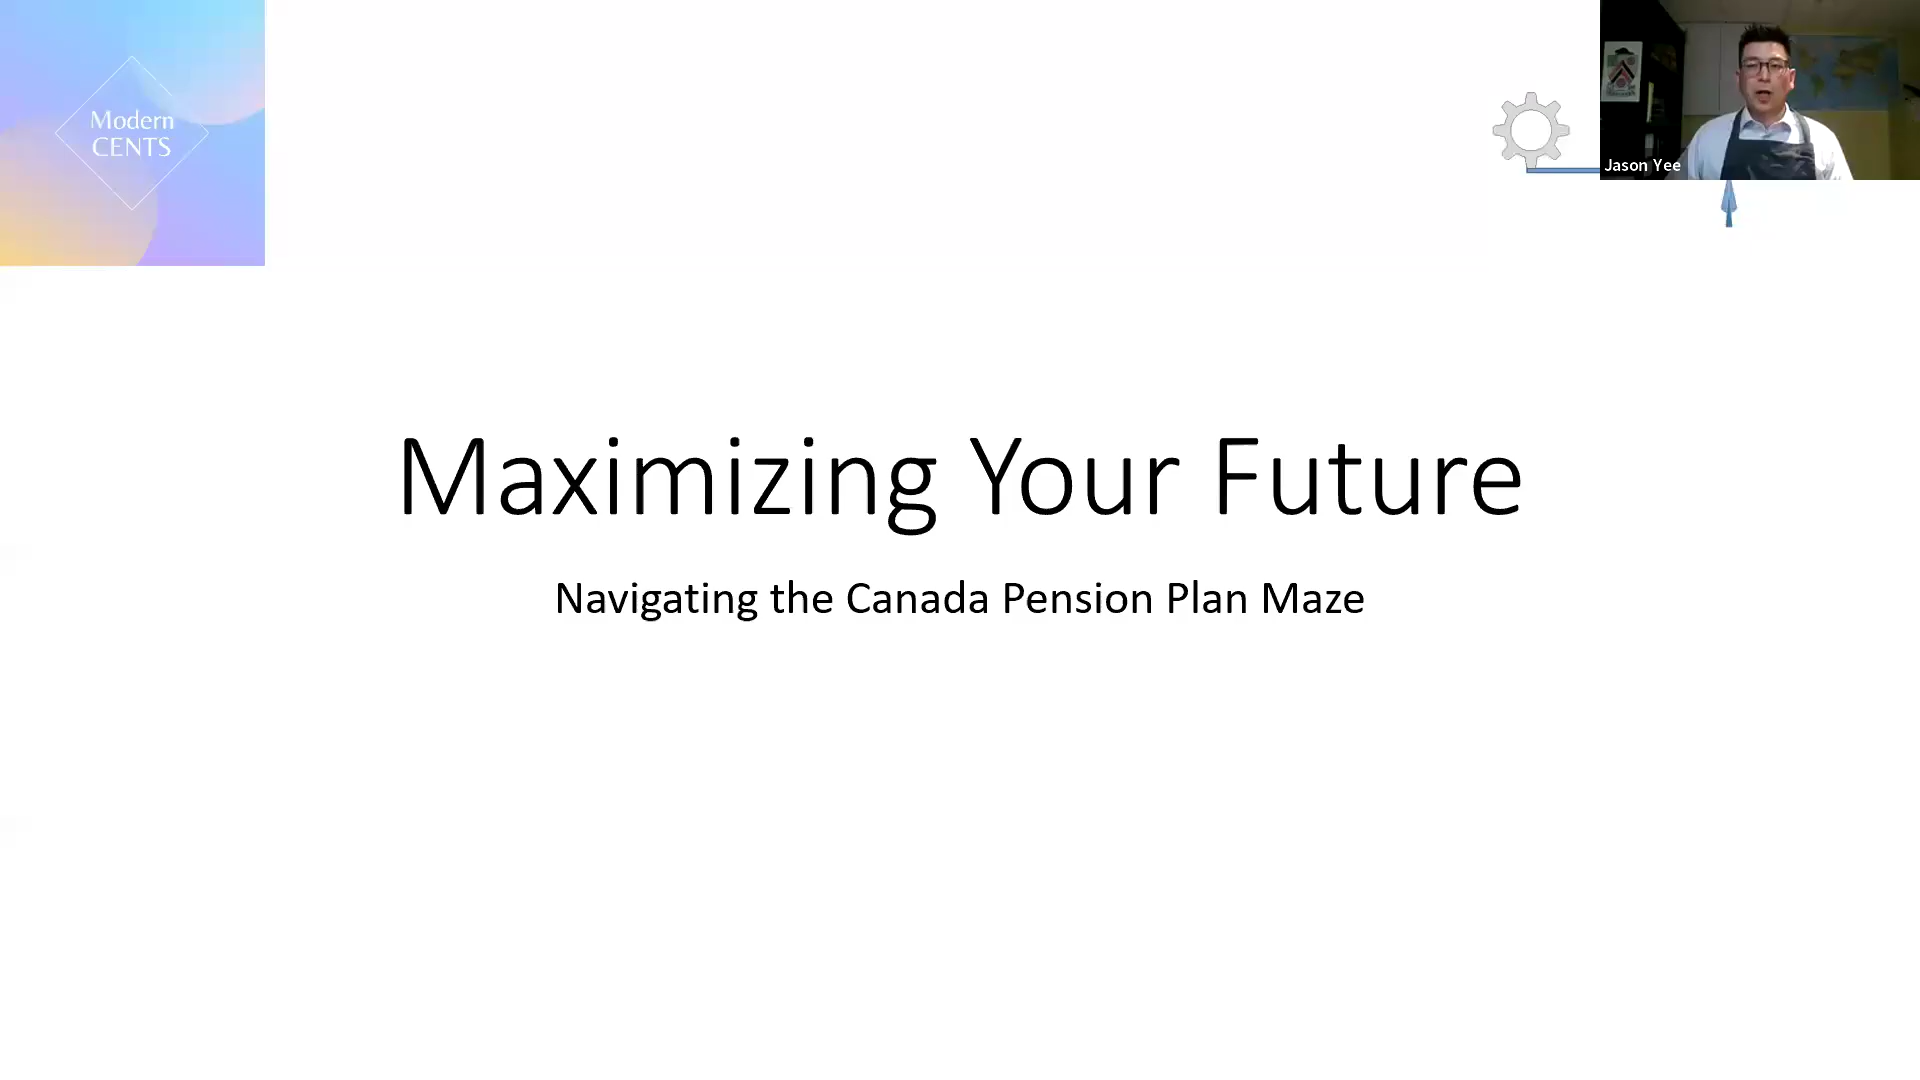 Modern
CENTS
Jason Yee
Maximizing Your Future
Navigating the Canada Pension Plan Maze